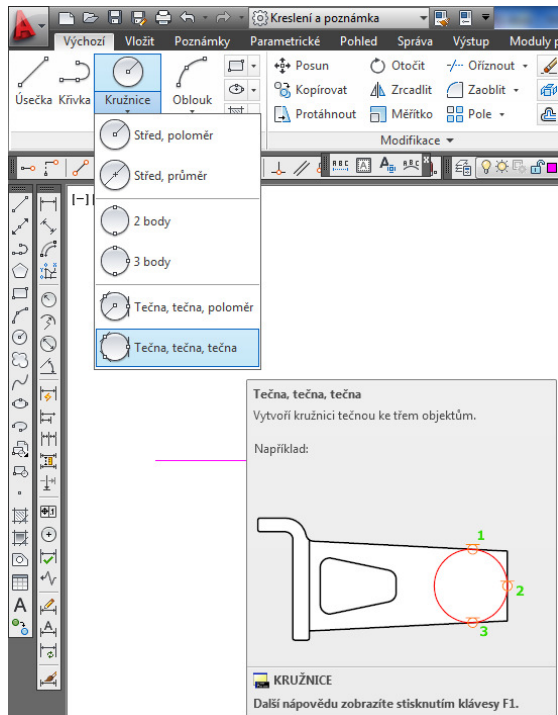 Kreslení a poznámka
Výchozí Vložit Poznámky Parametrické Pohled Správa Výstup Moduly
Úsečka Křivka Kružnice Oblouk
Posun Otočit Oříznout
Kopírovat Zrcadlit Zaoblit
Protáhnout Měřítko Pole
Modifikace
Střed, poloměr
Střed, průměr
2 body
3 body
Tečna, tečna, poloměr
Tečna, tečna, tečna
[–]
Tečna, tečna, tečna
Vytvoří kružnici tečnou ke třem objektům.
Například:
1
2
3
KRUŽNICE
Další nápovědu zobrazíte stisknutím klávesy F1.